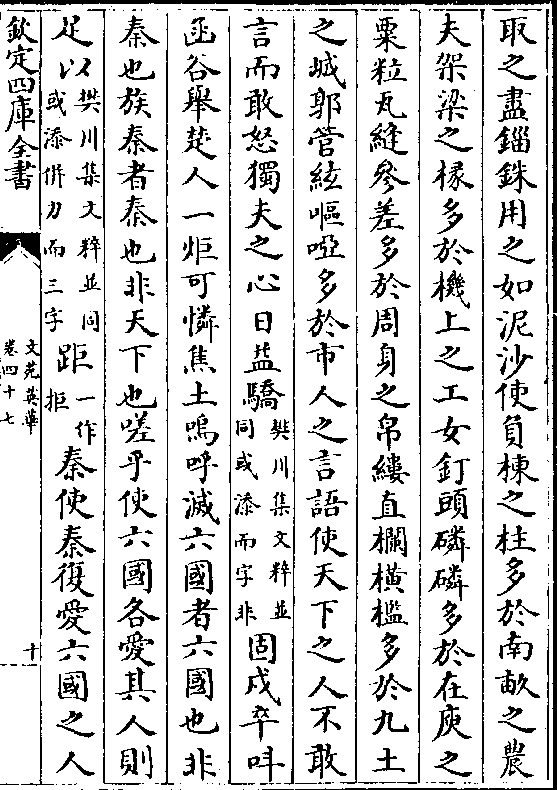 取之盡錙銖用之如泥沙使負棟之柱多於南畝之農
夫架梁之椽多於機上之工女釘頭磷磷多於在庾之
粟粒瓦縫參差多於周身之帛縷直欄橫檻多於九土
之城郭管絃嘔啞多於市人之言語使天下之人不敢
言而敢怒獨夫之心日益驕樊川集文粹並同或添而字非固戍卒叫
函谷舉楚人一炬可憐焦土嗚呼滅六國者六國也非
秦也族秦者秦也非天下也嗟乎使六國各愛其人則
足以樊川集文粹並同或添併力而三字距一作拒秦使秦復愛六國之人
欽定四庫全書
文苑英華
卷四十七
十